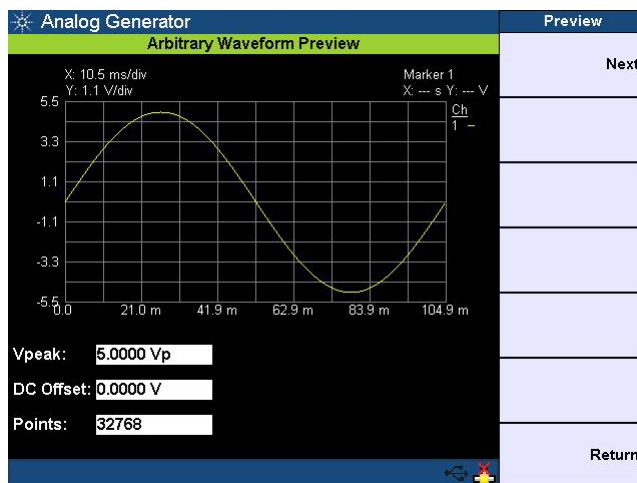 Analog Generator
Preview
Arbitrary Waveform Preview
Next
X: 10.5 ms/div
Y: 1.1 V/div
Marker 1
X: --- s Y: --- V
Ch
1
5.5
3.3
1.1
-1.1
-3.3
-5.5
0.0 21.0 m 41.9 m 62.9 m 83.9 m 104.9 m
Vpeak: 5.0000 Vp
DC Offset: 0.0000 V
Points: 32768
Return